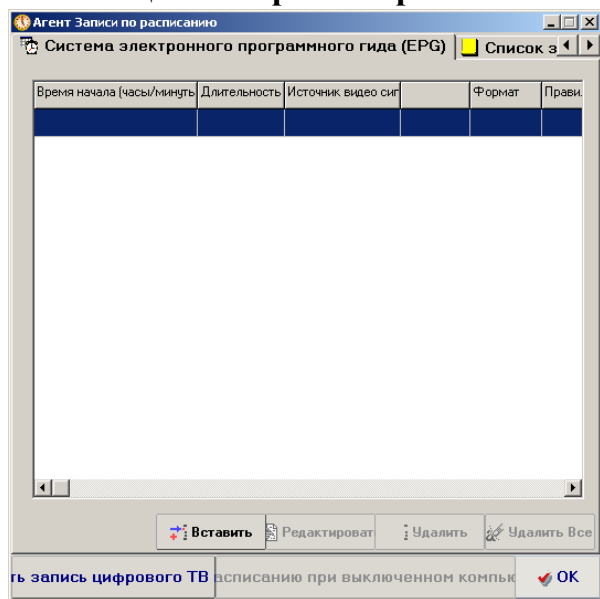 Агент Записи по расписанию
Система электронного программного гида (EPG) Список з
Время начала (часы/минуть Длительность Источник видео сиг Формат Прави.
Вставить Редактироват Удалить Удалить Все
ть запись цифрового ТВ асписанию при выключенном компьк OK